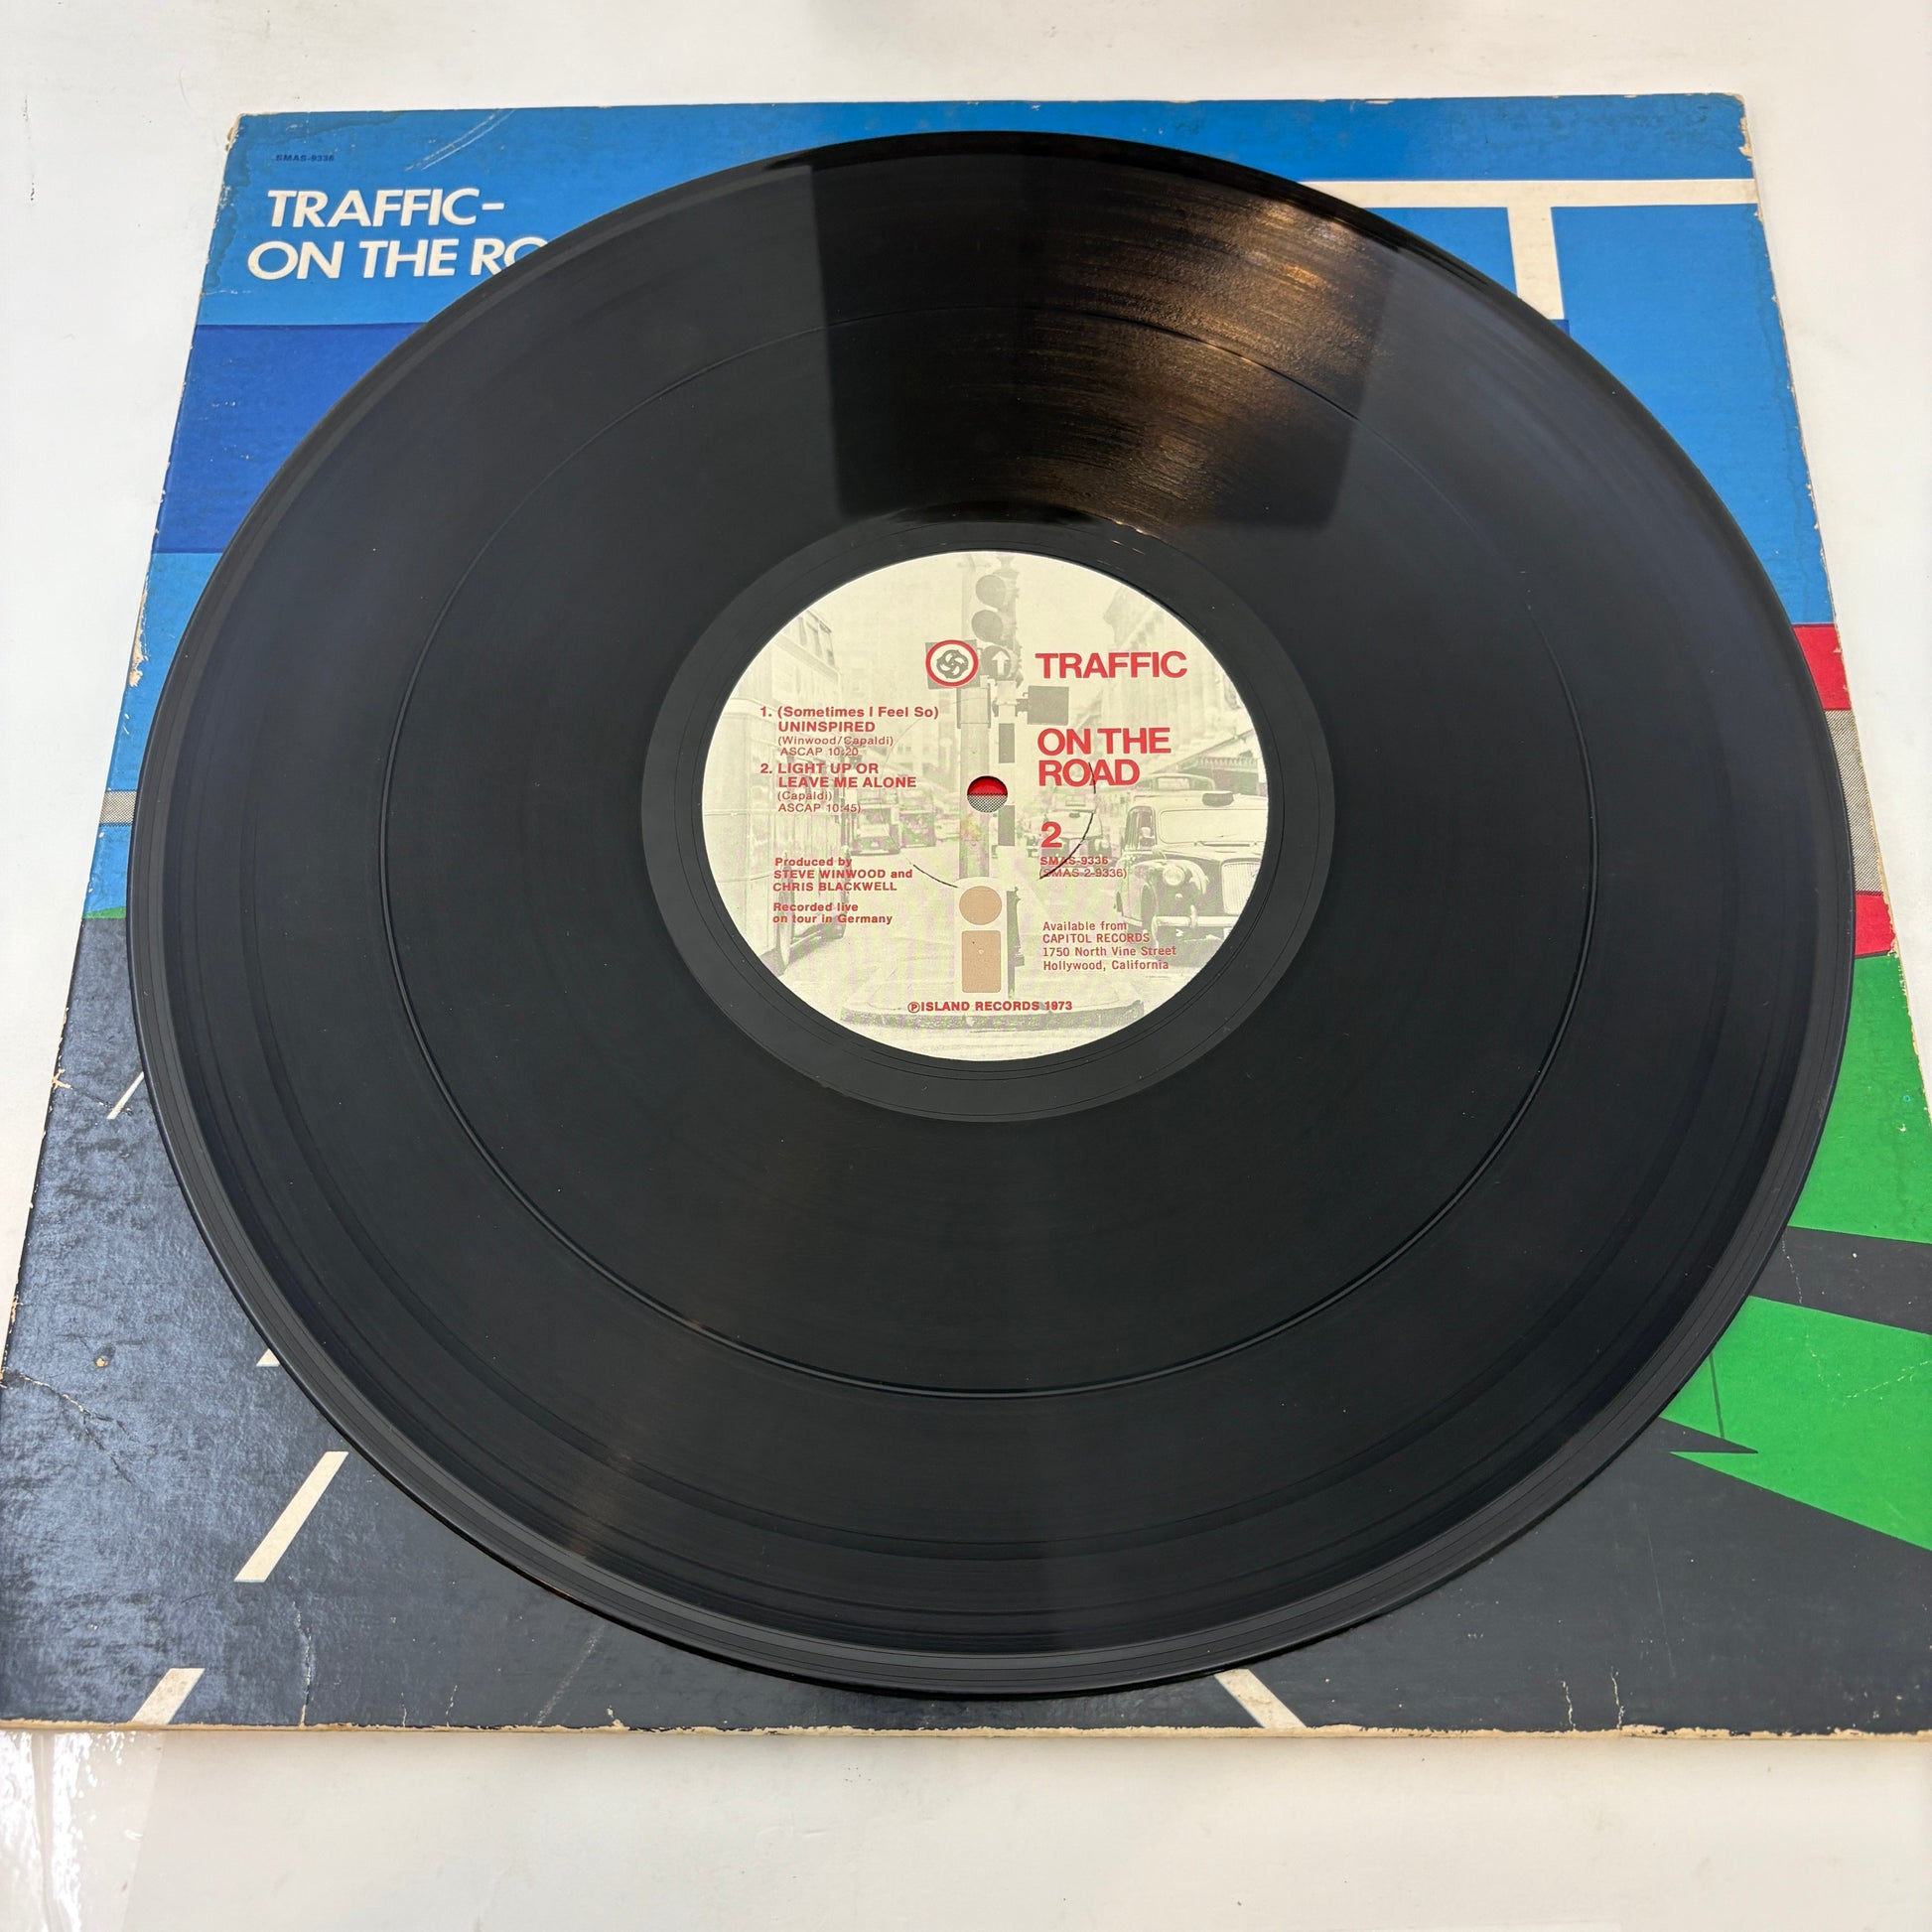 SMAS-9336
TRAFFIC-
ON THE RO
TRAFFIC
1. (Sometimes I Feel So)
UNINSPIRED
(Winwood/Capaldi)
ASCAP 10:20
2. LIGHT UP OR
LEAVE ME ALONE
(Capaldi)
ASCAP 10:45)
Produced by
STEVE WINWOOD and
CHRIS BLACKWELL
Recorded live
on tour in Germany
ON THE
ROAD
2
SMAS-9336
(SMAS-2-9336)
Available from
CAPITOL RECORDS
1750 North Vine Street
Hollywood, California
℗ISLAND RECORDS 1973